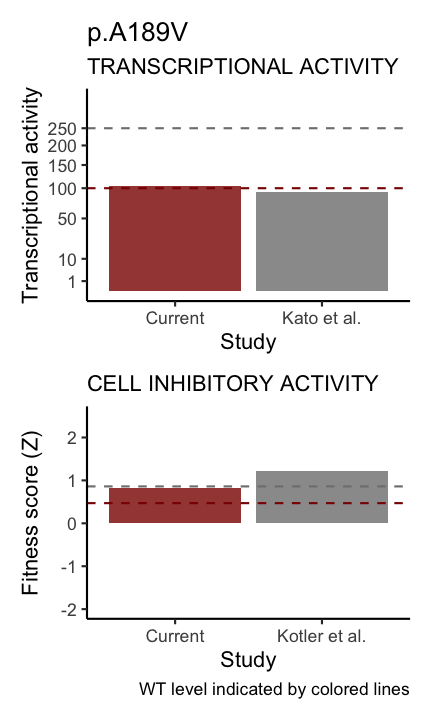 p.A189V
TRANSCRIPTIONAL ACTIVITY
Transcriptional activity
250
200
150
100
50
10
1
Current
Kato et al.
Study
CELL INHIBITORY ACTIVITY
Fitness score (Z)
2
1
0
-1
-2
Current
Kotler et al.
Study
WT level indicated by colored lines